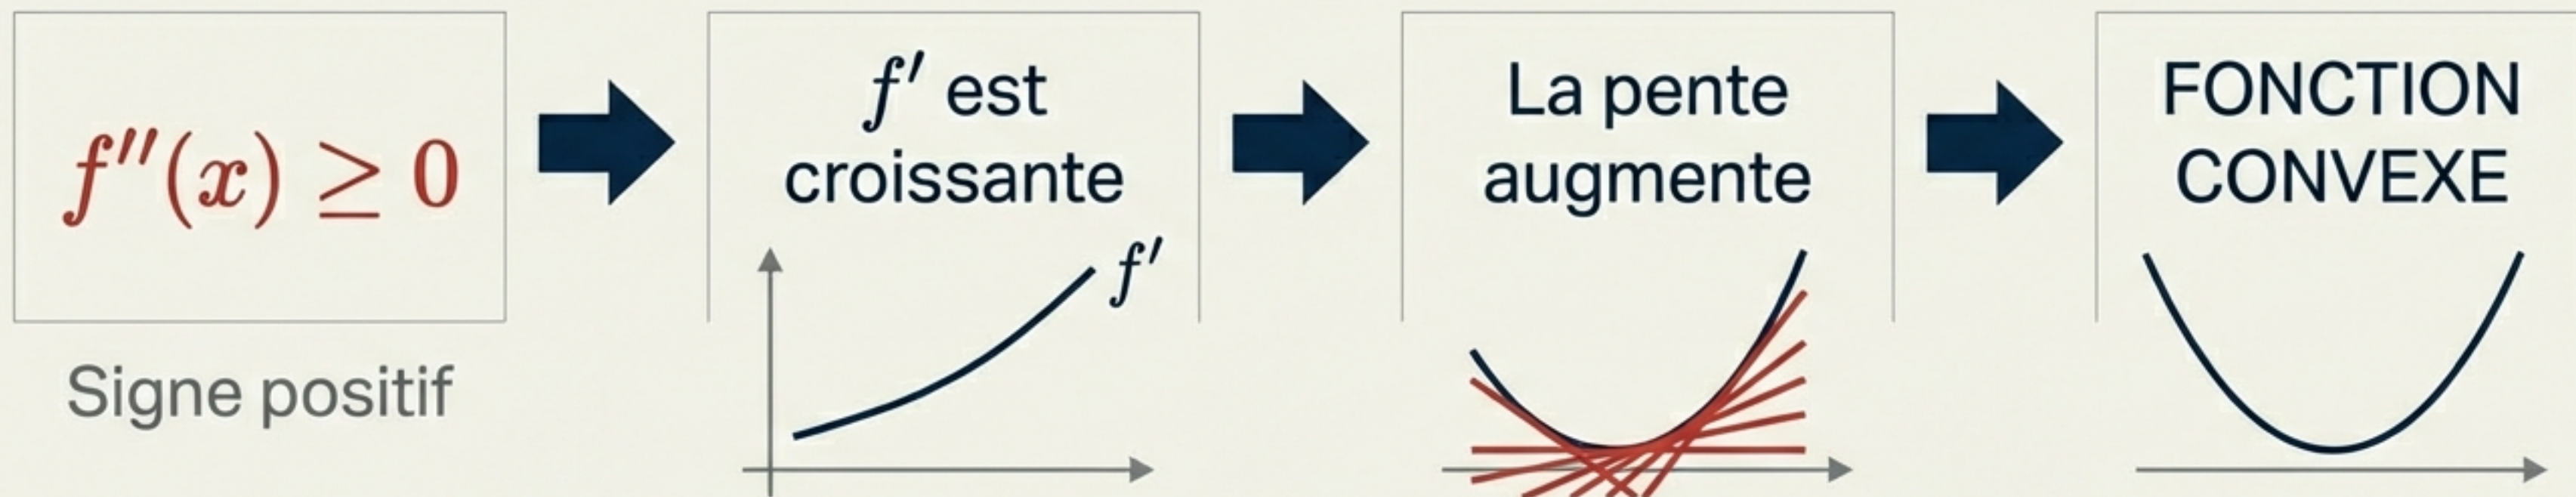 f″(x) ≥ 0
Signe positif
f′ est
croissante
f′
La pente
augmente
FONCTION
CONVEXE